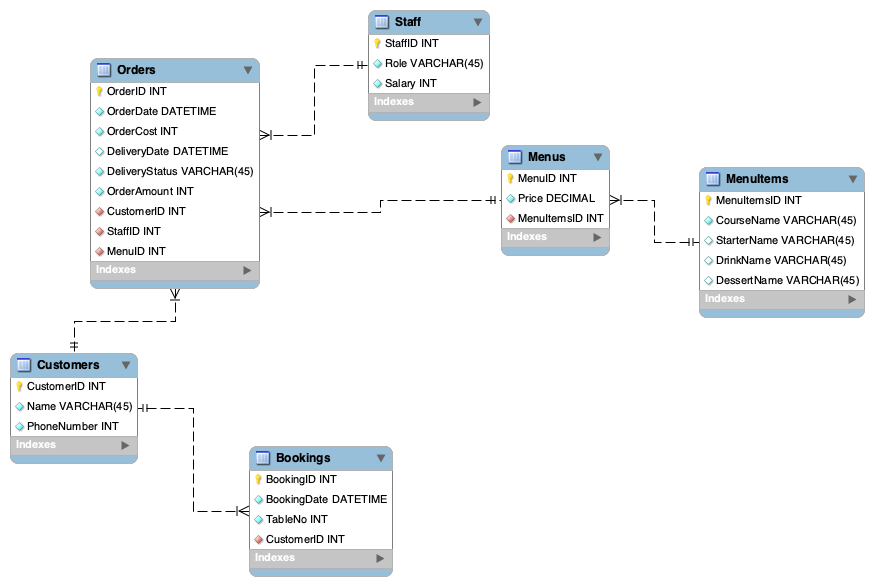 Staff
StaffID INT
Role VARCHAR(45)
Salary INT
Indexes
Orders
OrderID INT
OrderDate DATETIME
OrderCost INT
DeliveryDate DATETIME
DeliveryStatus VARCHAR(45)
OrderAmount INT
CustomerID INT
StaffID INT
MenuID INT
Indexes
Menus
MenuID INT
Price DECIMAL
MenuItemsID INT
Indexes
MenuItems
MenuItemsID INT
CourseName VARCHAR(45)
StarterName VARCHAR(45)
DrinkName VARCHAR(45)
DessertName VARCHAR(45)
Indexes
Customers
CustomerID INT
Name VARCHAR(45)
PhoneNumber INT
Indexes
Bookings
BookingID INT
BookingDate DATETIME
TableNo INT
CustomerID INT
Indexes